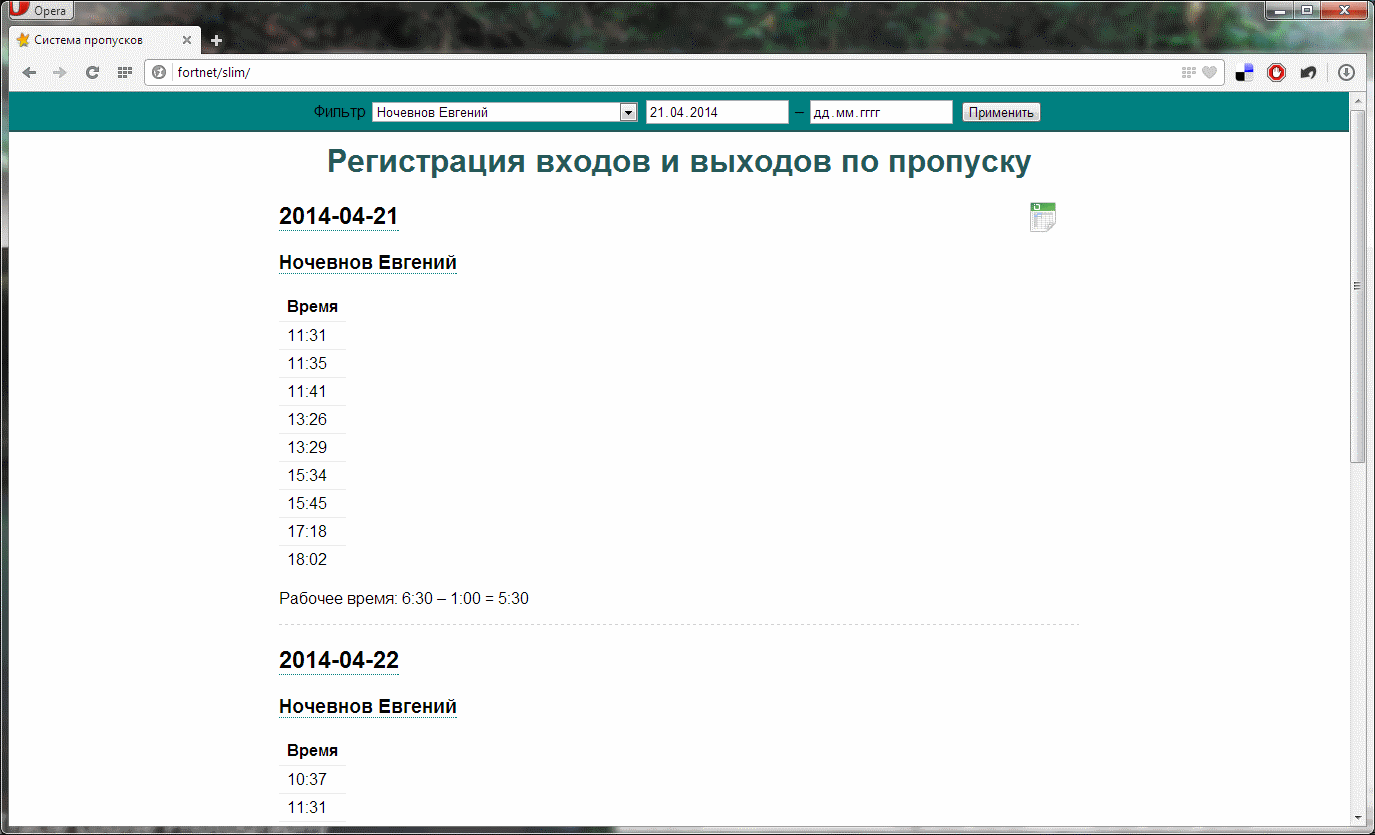 Opera
Система пропусков
fortnet/slim/
Фильтр Ночевнов Евгений 21.04.2014 – дд.мм.гггг Применить
Регистрация входов и выходов по пропуску
2014-04-21
Ночевнов Евгений
Время
11:31
11:35
11:41
13:26
13:29
15:34
15:45
17:18
18:02
Рабочее время: 6:30 – 1:00 = 5:30
2014-04-22
Ночевнов Евгений
Время
10:37
11:31